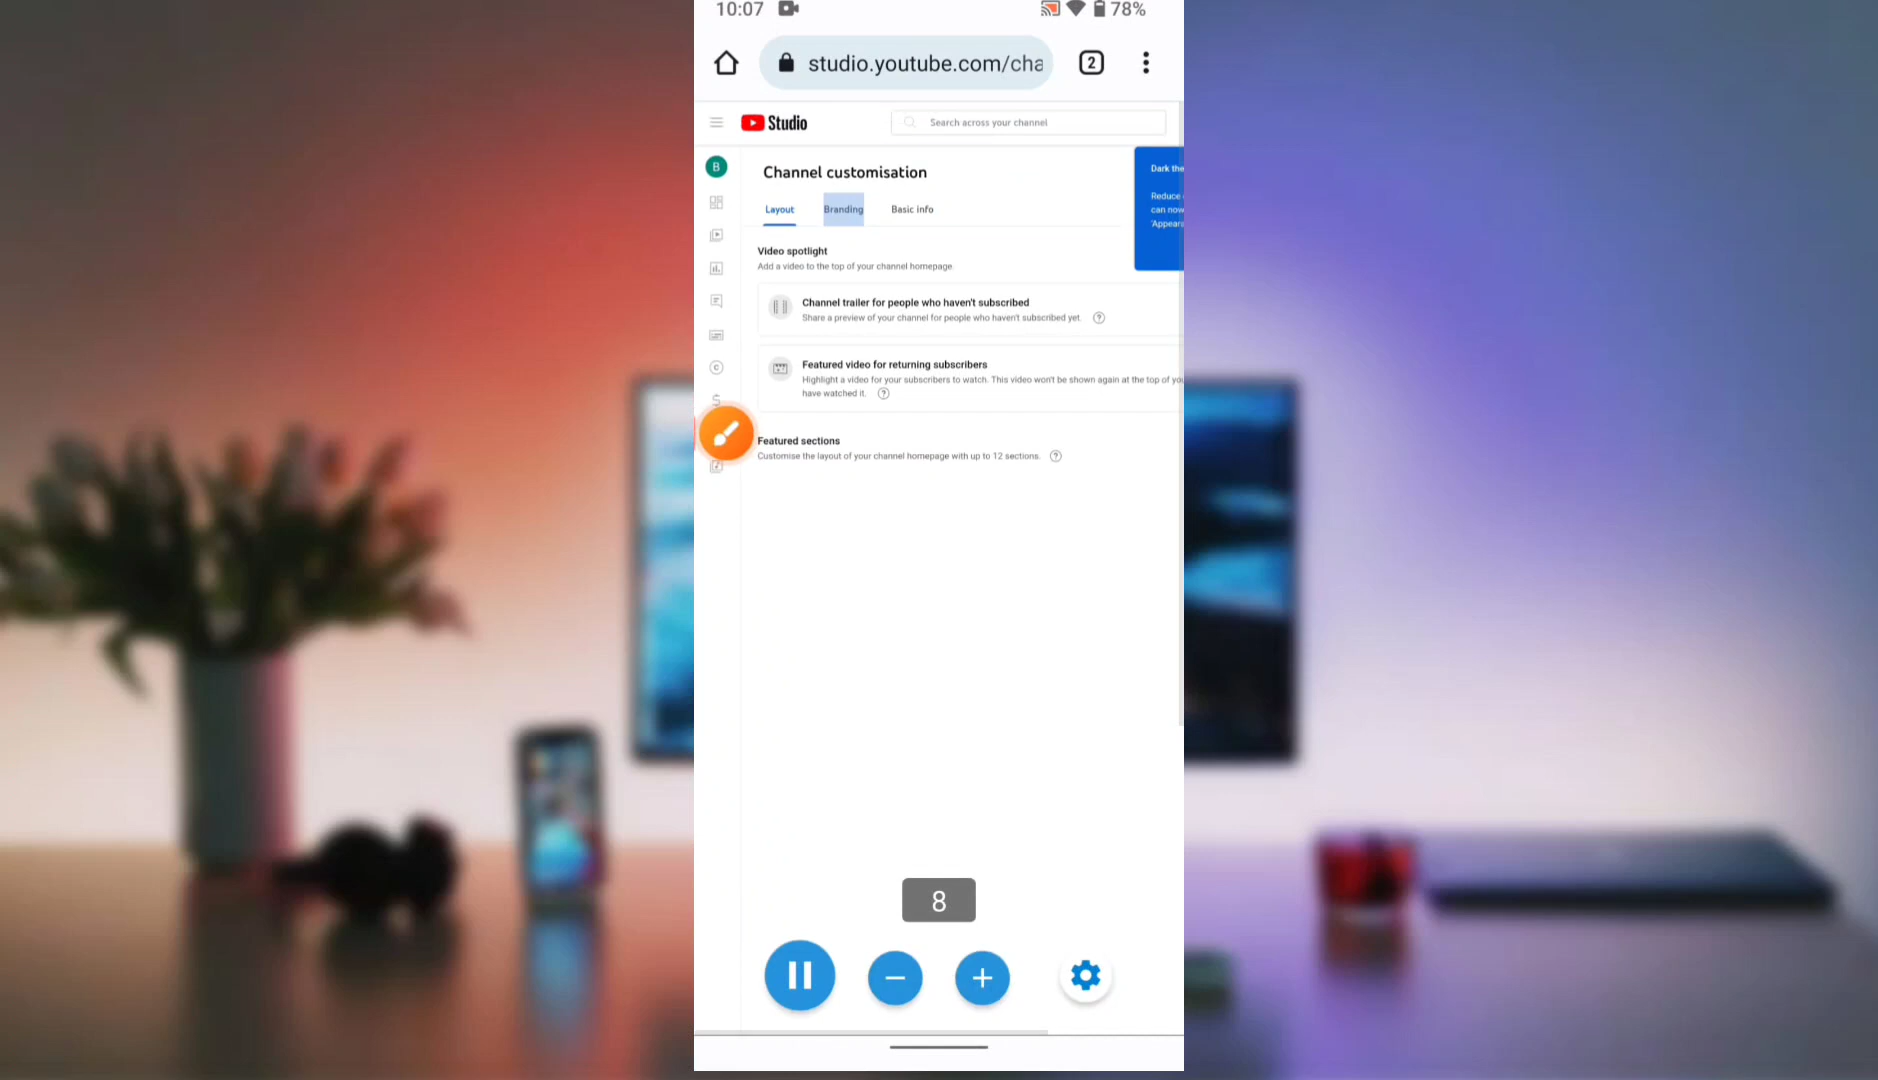 10:07
78%
studio.youtube.com/cha
2
Studio
Search across your channel
B
Channel customisation
Layout
Branding
Basic info
Dark the
Reduce
can now
'Appeara
Video spotlight
Add a video to the top of your channel homepage
Channel trailer for people who haven't subscribed
Share a preview of your channel for people who haven't subscribed yet. ?
Featured video for returning subscribers
Highlight a video for your subscribers to watch. This video won't be shown again at the top of you
have watched it. ?
Featured sections
Customise the layout of your channel homepage with up to 12 sections. ?
8